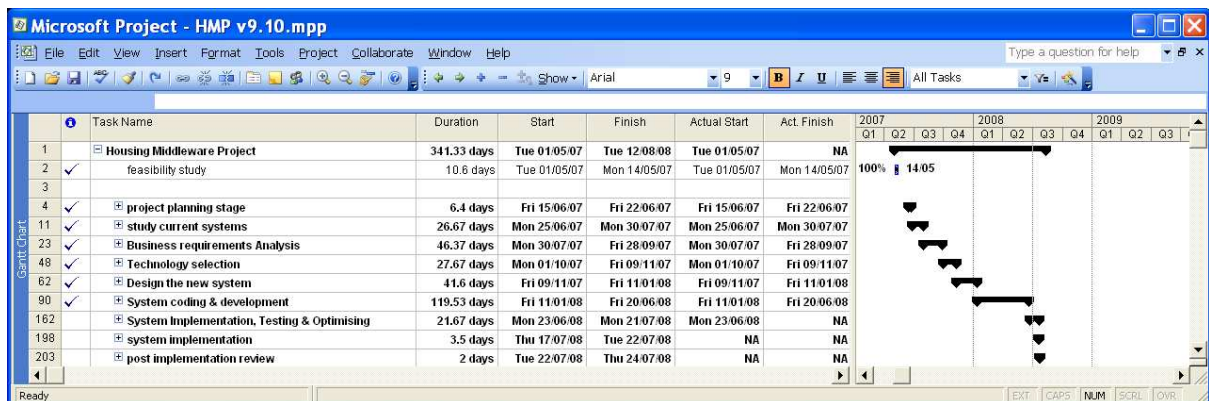 Microsoft Project - HMP v9.10.mpp
File Edit View Insert Format Tools Project Collaborate Window Help Type a question for help
Show Arial 9 B I U All Tasks
Task Name Duration Start Finish Actual Start Act. Finish 2007 2008 2009
Q1 Q2 Q3 Q4 Q1 Q2 Q3 Q4 Q1 Q2 Q3
1 Housing Middleware Project 341.33 days Tue 01/05/07 Tue 12/08/08 Tue 01/05/07 NA
2 feasibility study 10.6 days Tue 01/05/07 Mon 14/05/07 Tue 01/05/07 Mon 14/05/07 100% 14/05
3
4 project planning stage 6.4 days Fri 15/06/07 Fri 22/06/07 Fri 15/06/07 Fri 22/06/07
11 study current systems 26.67 days Mon 25/06/07 Mon 30/07/07 Mon 25/06/07 Mon 30/07/07
23 Business requirements Analysis 46.37 days Mon 30/07/07 Fri 28/09/07 Mon 30/07/07 Fri 28/09/07
48 Technology selection 27.67 days Mon 01/10/07 Fri 09/11/07 Mon 01/10/07 Fri 09/11/07
62 Design the new system 41.6 days Fri 09/11/07 Fri 11/01/08 Fri 09/11/07 Fri 11/01/08
90 System coding & development 119.53 days Fri 11/01/08 Fri 20/06/08 Fri 11/01/08 Fri 20/06/08
162 System Implementation, Testing & Optimising 21.67 days Mon 23/06/08 Mon 21/07/08 Mon 23/06/08 NA
198 system implementation 3.5 days Thu 17/07/08 Tue 22/07/08 NA NA
203 post implementation review 2 days Tue 22/07/08 Thu 24/07/08 NA NA
Gantt Chart
Ready EXT CAPS NUM SCRL OVR